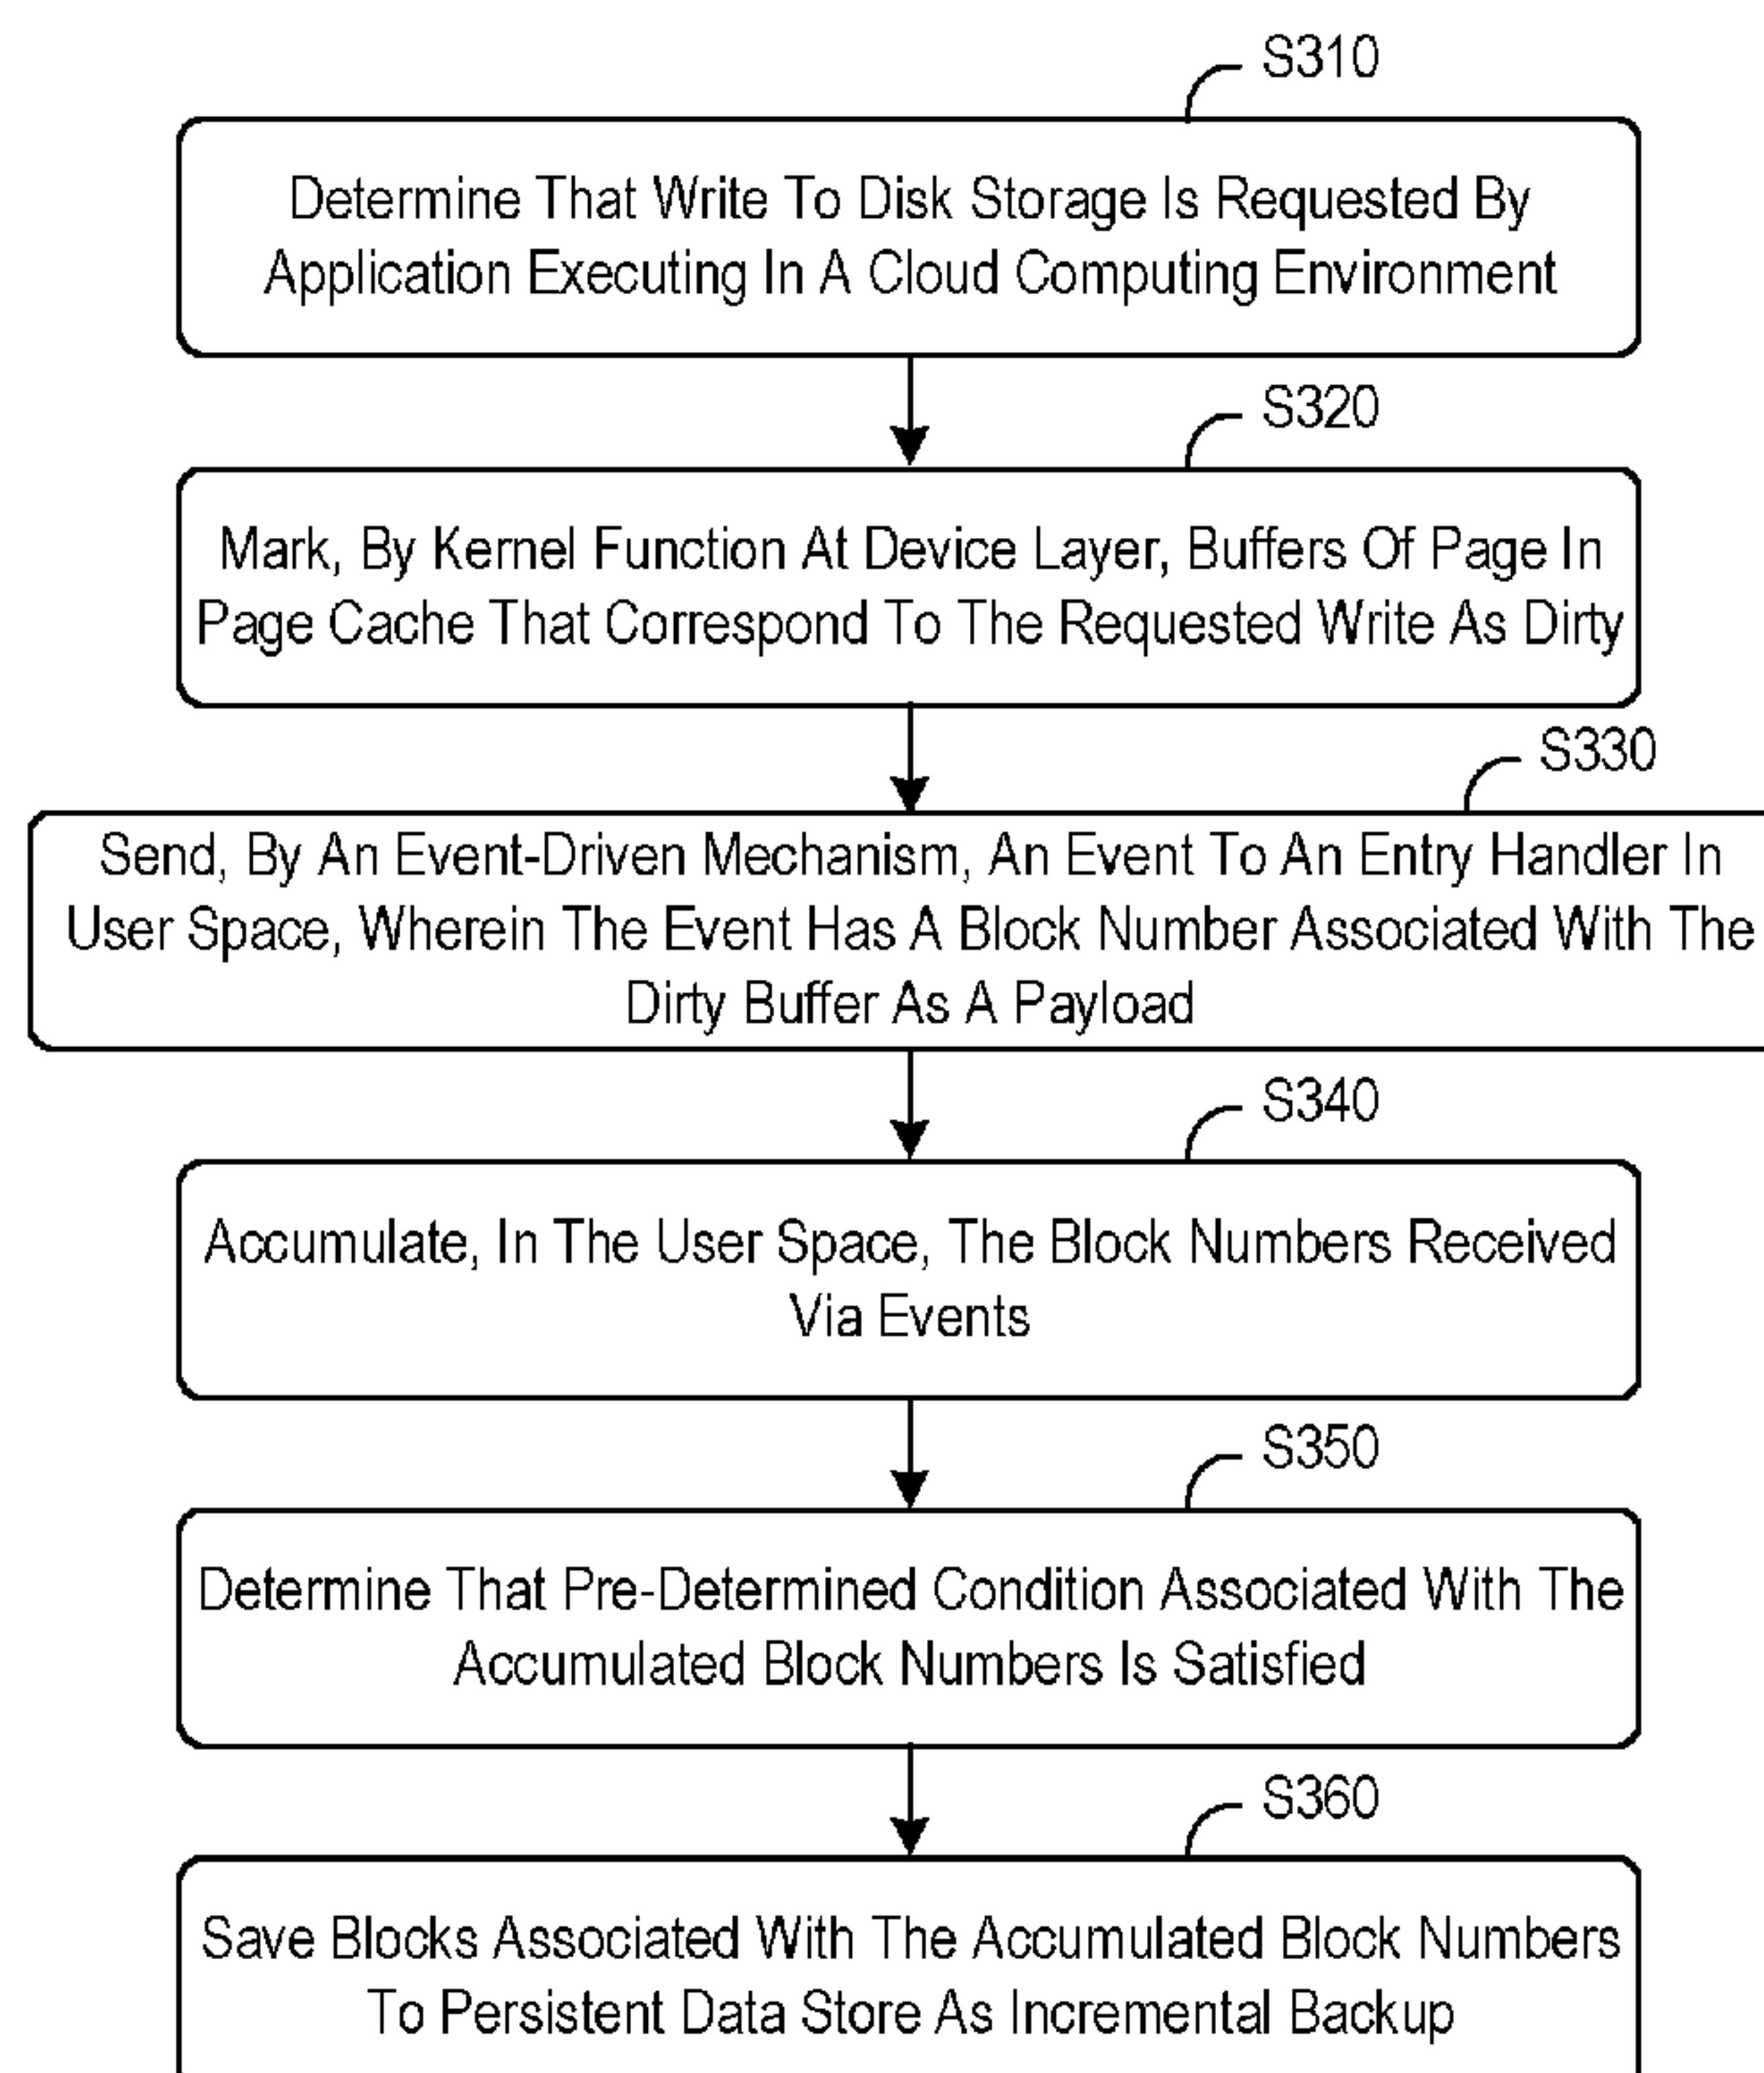 S310
Determine That Write To Disk Storage Is Requested By
Application Executing In A Cloud Computing Environment
S320
Mark, By Kernel Function At Device Layer, Buffers Of Page In
Page Cache That Correspond To The Requested Write As Dirty
S330
Send, By An Event-Driven Mechanism, An Event To An Entry Handler In
User Space, Wherein The Event Has A Block Number Associated With The
Dirty Buffer As A Payload
S340
Accumulate, In The User Space, The Block Numbers Received
Via Events
S350
Determine That Pre-Determined Condition Associated With The
Accumulated Block Numbers Is Satisfied
S360
Save Blocks Associated With The Accumulated Block Numbers
To Persistent Data Store As Incremental Backup